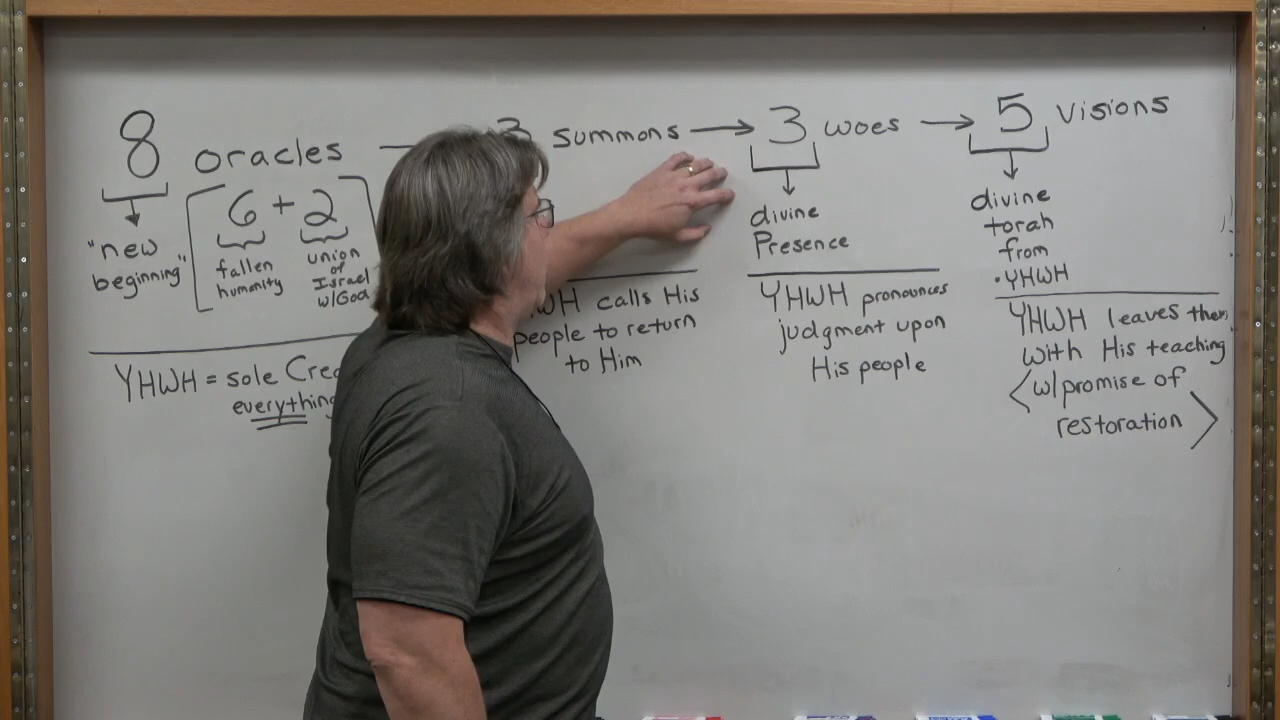 8 oracles → 3 summons → 3 woes → 5 visions
"new
beginning"
6 + 2
fallen
humanity
union
of
Israel
w/God
divine
Presence
divine
torah
from
YHWH
YHWH = sole
everything
calls His
people to return
to Him
YHWH pronounces
judgment upon
His people
YHWH leaves them
with His teaching
w/promise of
restoration